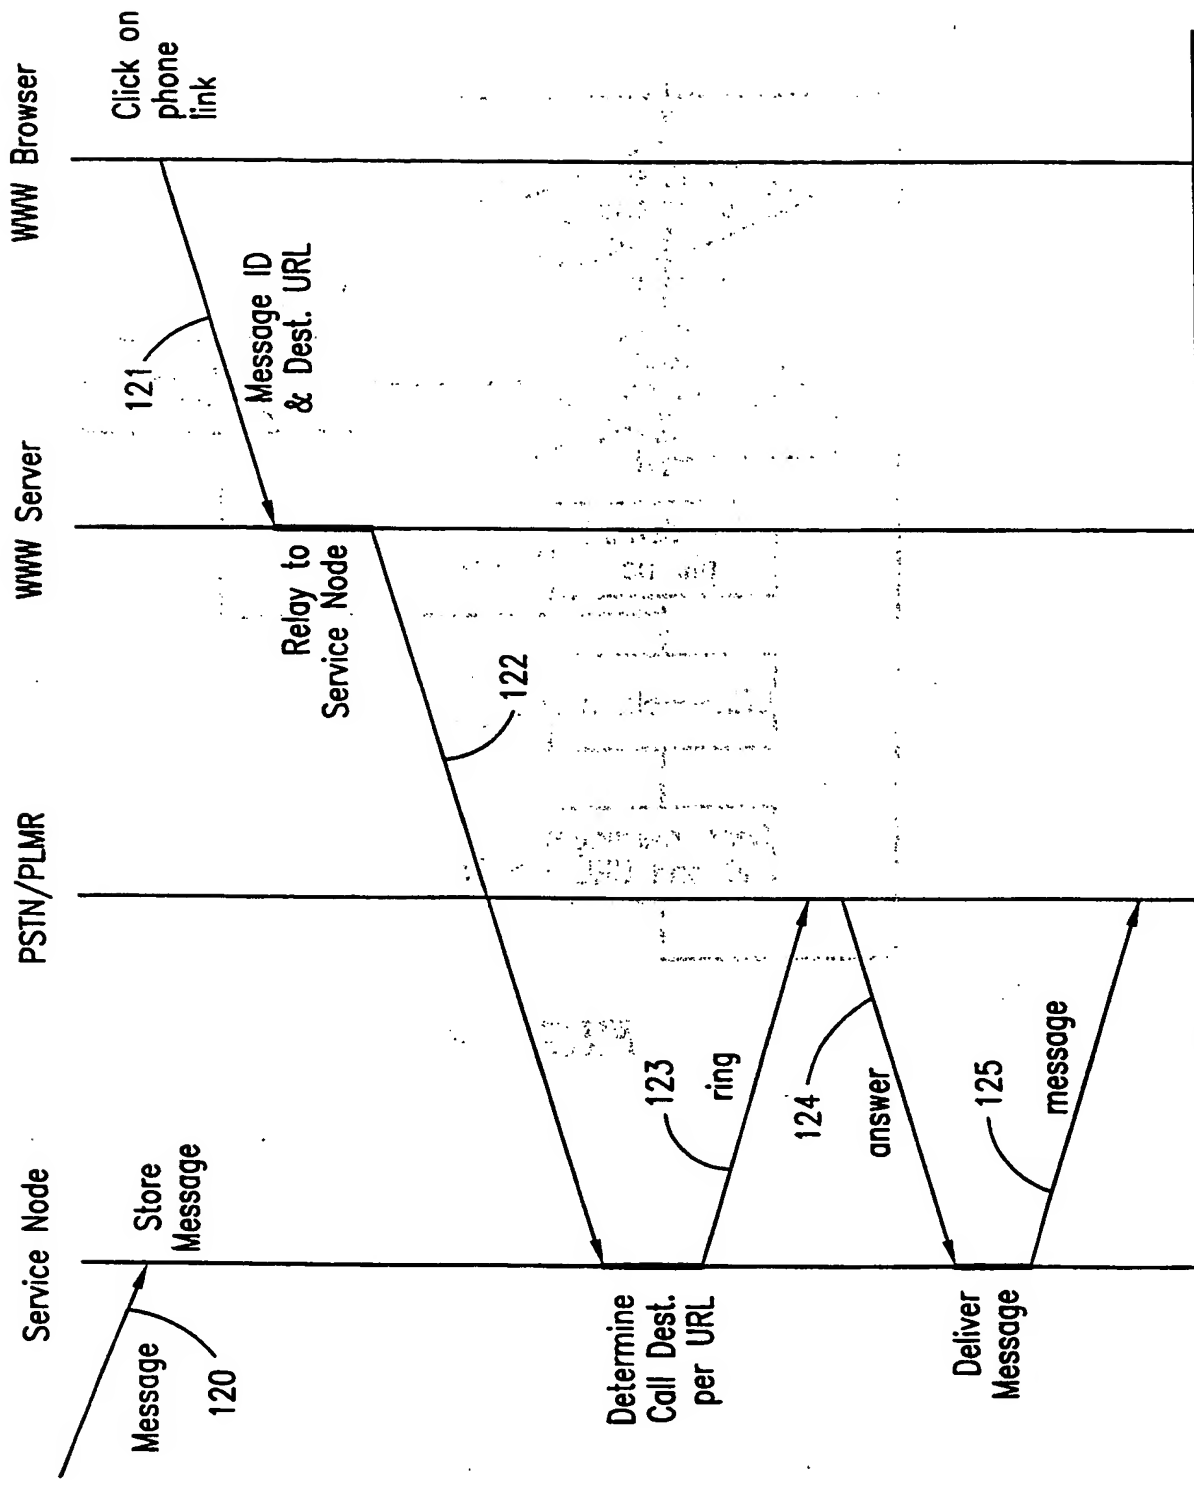 Service Node
PSTN/PLMR
WWW Server
WWW Browser
Message
120
Store
Message
Click on
phone
link
121
Message ID
& Dest. URL
Relay to
Service Node
122
Determine
Call Dest.
per URL
123
ring
124
answer
Deliver
Message
125
message